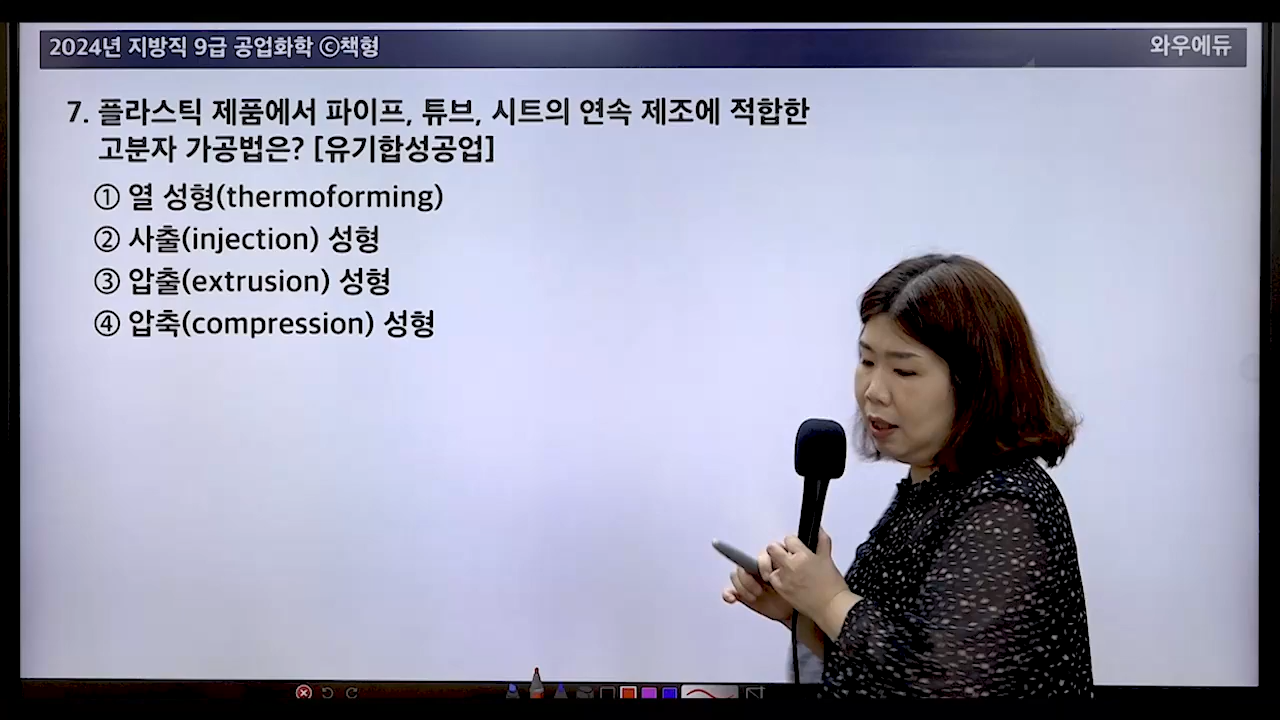 2024년 지방직 9급 공업화학 ⓒ책형
와우에듀
7. 플라스틱 제품에서 파이프, 튜브, 시트의 연속 제조에 적합한
고분자 가공법은? [유기합성공업]
① 열 성형(thermoforming)
② 사출(injection) 성형
③ 압출(extrusion) 성형
④ 압축(compression) 성형